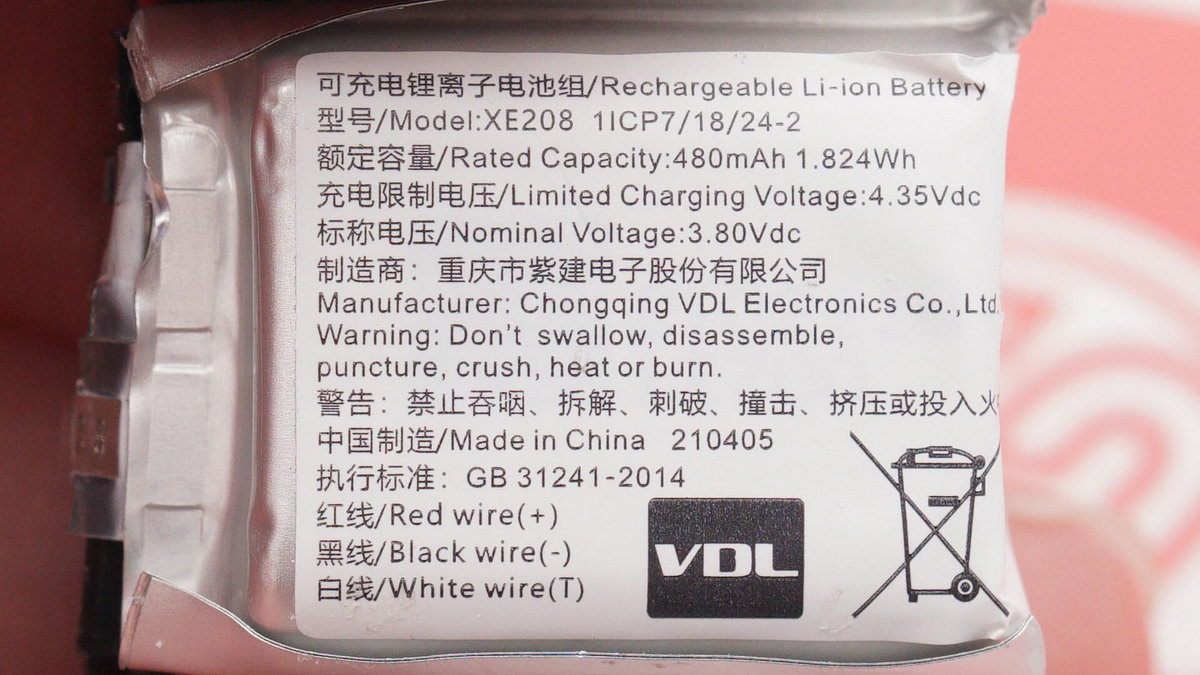 可充电锂离子电池组/Rechargeable Li-ion Battery
型号/Model:XE208 1ICP7/18/24-2
额定容量/Rated Capacity:480mAh 1.824Wh
充电限制电压/Limited Charging Voltage:4.35Vdc
标称电压/Nominal Voltage:3.80Vdc
制造商：重庆市紫建电子股份有限公司
Manufacturer: Chongqing VDL Electronics Co.,Ltd.
Warning: Don't swallow, disassemble,
puncture, crush, heat or burn.
警告：禁止吞咽、拆解、刺破、撞击、挤压或投入火
中国制造/Made in China 210405
执行标准：GB 31241-2014
红线/Red wire(+)
黑线/Black wire(-)
白线/White wire(T)
VDL